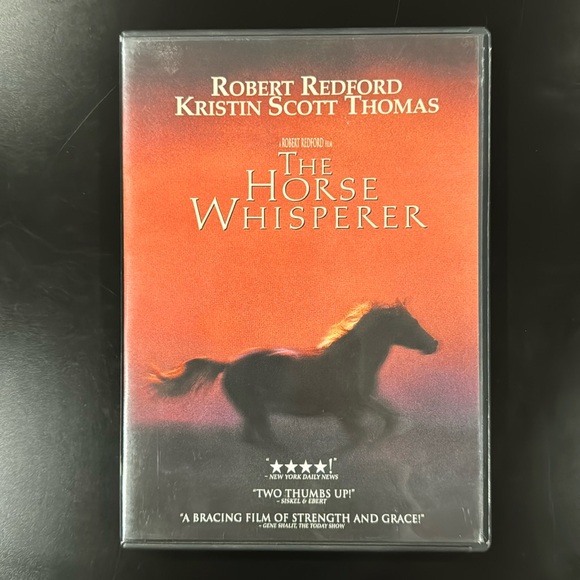 ROBERT REDFORD
KRISTIN SCOTT THOMAS
A ROBERT REDFORD FILM
THE
HORSE
WHISPERER
"★★★★!"
– NEW YORK DAILY NEWS
"TWO THUMBS UP!"
– SISKEL & EBERT
"A BRACING FILM OF STRENGTH AND GRACE!"
– GENE SHALIT, THE TODAY SHOW